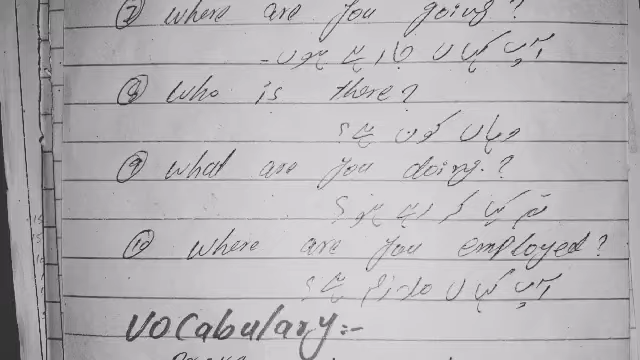 ⑦ where are you going?
آپ کہاں جا رہے ہوں۔
⑧ who is there?
وہاں کون ہے؟
⑨ what are you doing.?
تم کیا کر رہے ہو؟
⑩ where are you employed?
آپ کہاں ملازم ہے؟
Vocabulary:-